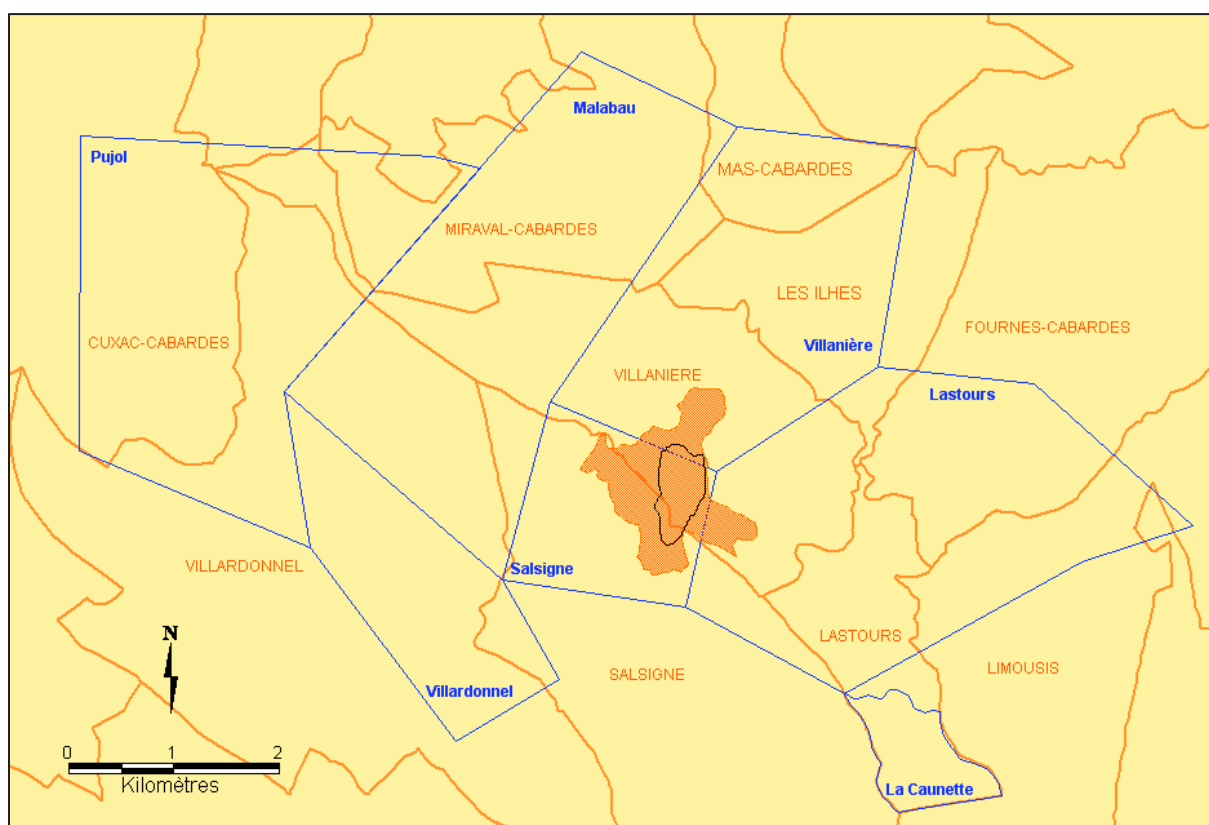 Malabau
Pujol
MAS-CABARDES
MIRAVAL-CABARDES
LES ILHES
FOURNES-CABARDES
CUXAC-CABARDES
Villanière
VILLANIERE
Lastours
VILLARDONNEL
Salsigne
N
LASTOURS
SALSIGNE
LIMOUSIS
Villardonnel
0 1 2
Kilomètres
La Caunette